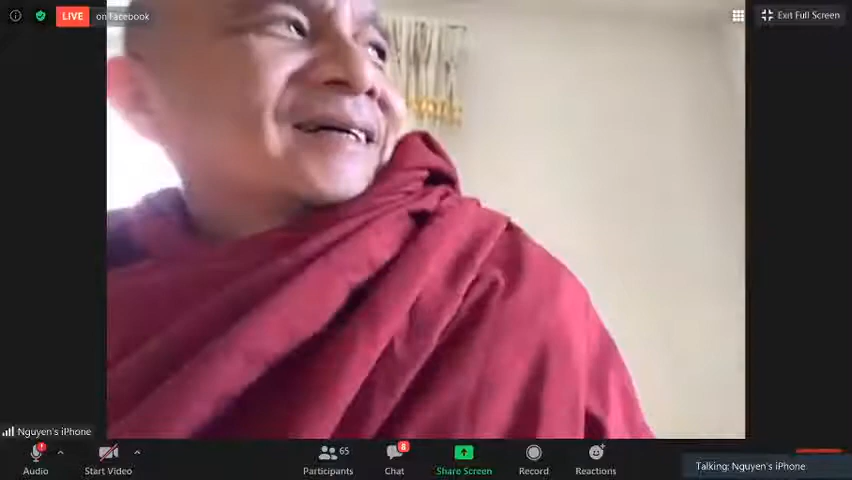 LIVE on Facebook
Exit Full Screen
Nguyen's iPhone
65
8
Audio
Start Video
Participants
Chat
Share Screen
Record
Reactions
Talking: Nguyen's iPhone